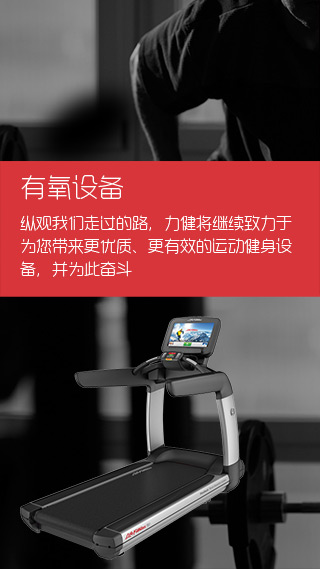 有氧设备
纵观我们走过的路，力健将继续致力于
为您带来更优质、更有效的运动健身设
备，并为此奋斗